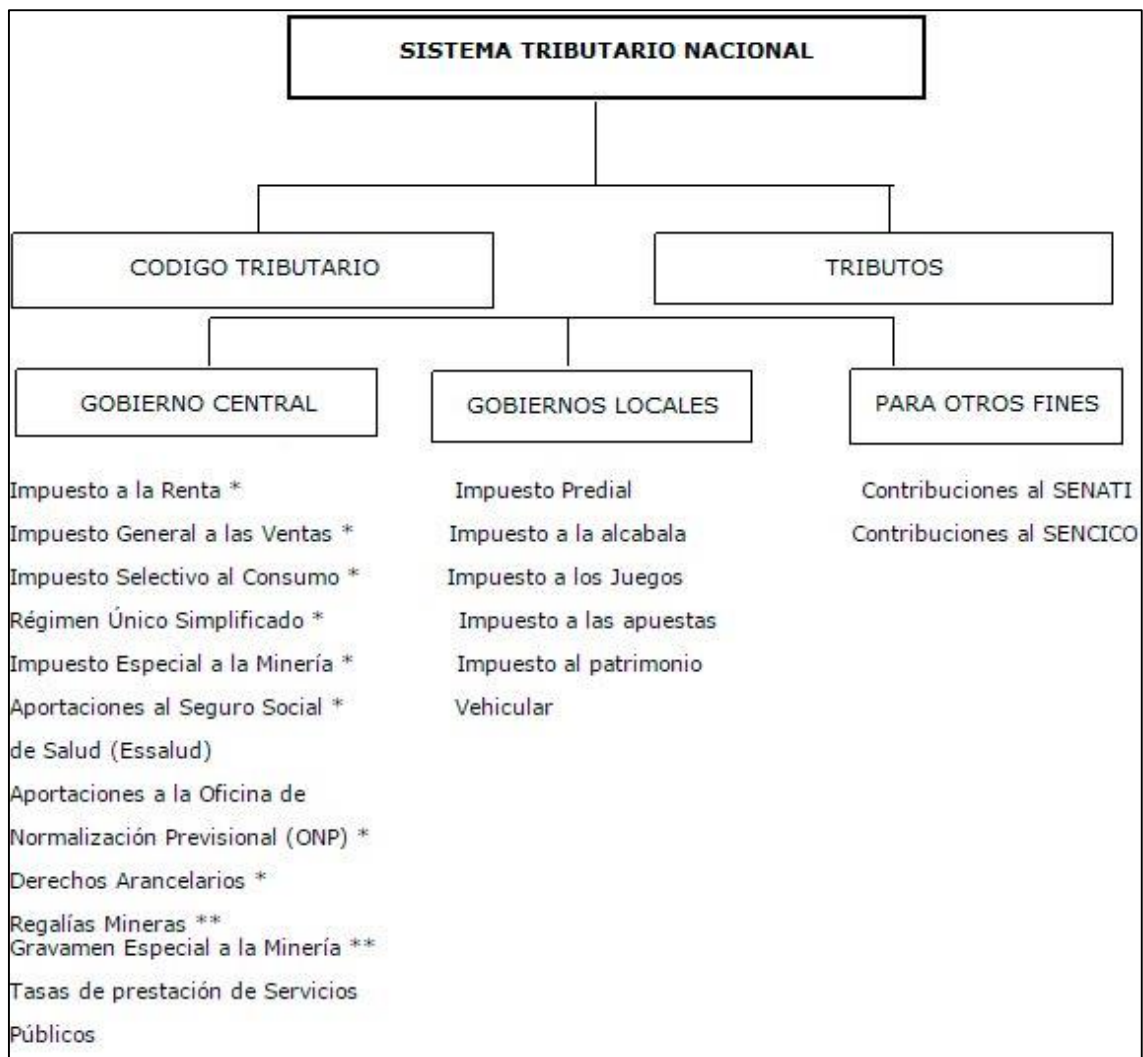 SISTEMA TRIBUTARIO NACIONAL
CODIGO TRIBUTARIO
TRIBUTOS
GOBIERNO CENTRAL
GOBIERNOS LOCALES
PARA OTROS FINES
Impuesto a la Renta *
Impuesto General a las Ventas *
Impuesto Selectivo al Consumo *
Régimen Único Simplificado *
Impuesto Especial a la Minería *
Aportaciones al Seguro Social *
de Salud (Essalud)
Aportaciones a la Oficina de
Normalización Previsional (ONP) *
Derechos Arancelarios *
Regalías Mineras **
Gravamen Especial a la Minería **
Tasas de prestación de Servicios
Públicos
Impuesto Predial
Impuesto a la alcabala
Impuesto a los Juegos
Impuesto a las apuestas
Impuesto al patrimonio
Vehicular
Contribuciones al SENATI
Contribuciones al SENCICO